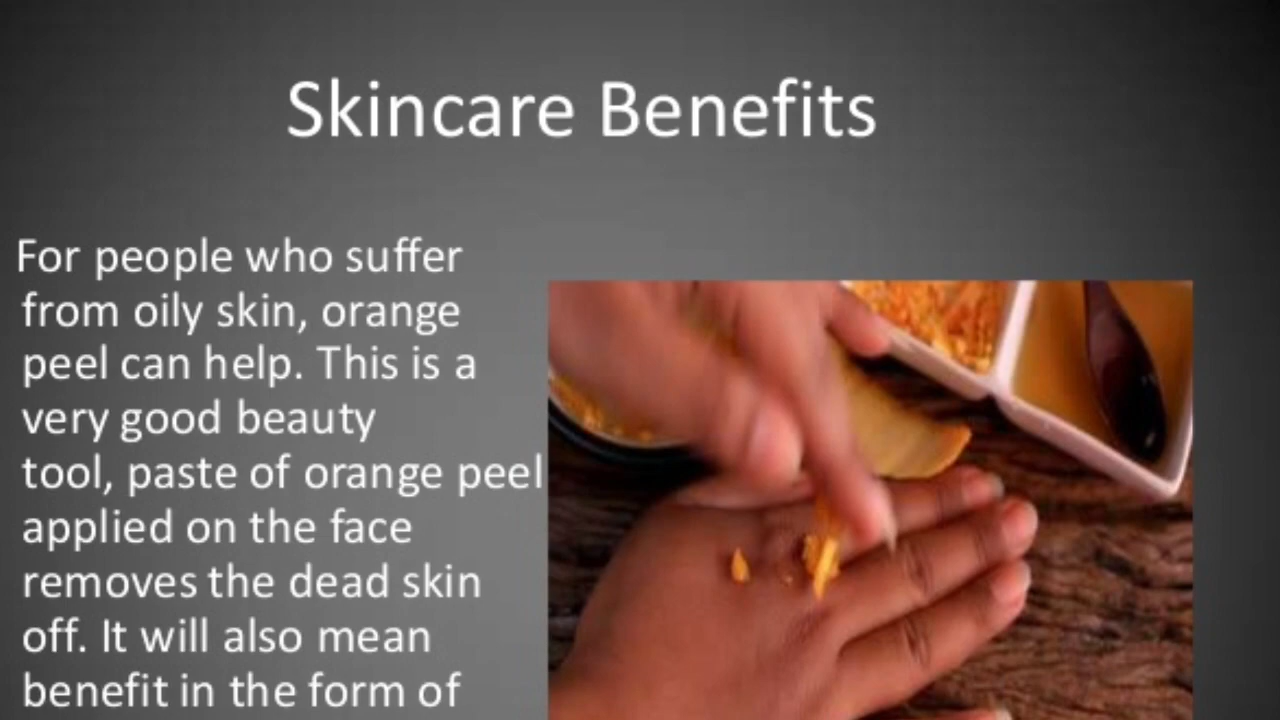 Skincare Benefits
For people who suffer
from oily skin, orange
peel can help. This is a
very good beauty
tool, paste of orange peel
applied on the face
removes the dead skin
off. It will also mean
benefit in the form of